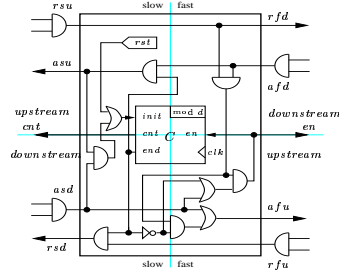 slow fast
rsu
rfd
rst
asu
afd
upstream
cnt
downstream
init
mod d
cnt C en
end
clk
downstream
en
upstream
asd
afu
rsd
rfu
slow fast